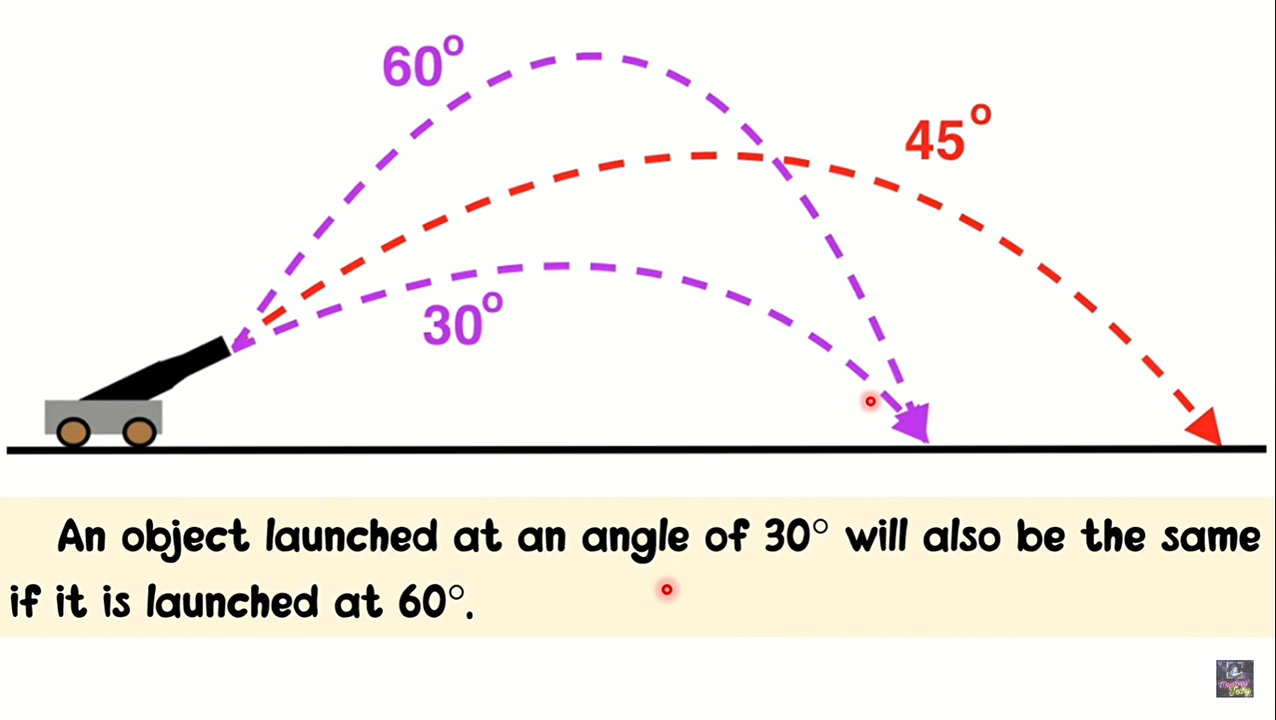 60°
45°
30°
An object launched at an angle of 30° will also be the same
if it is launched at 60°.